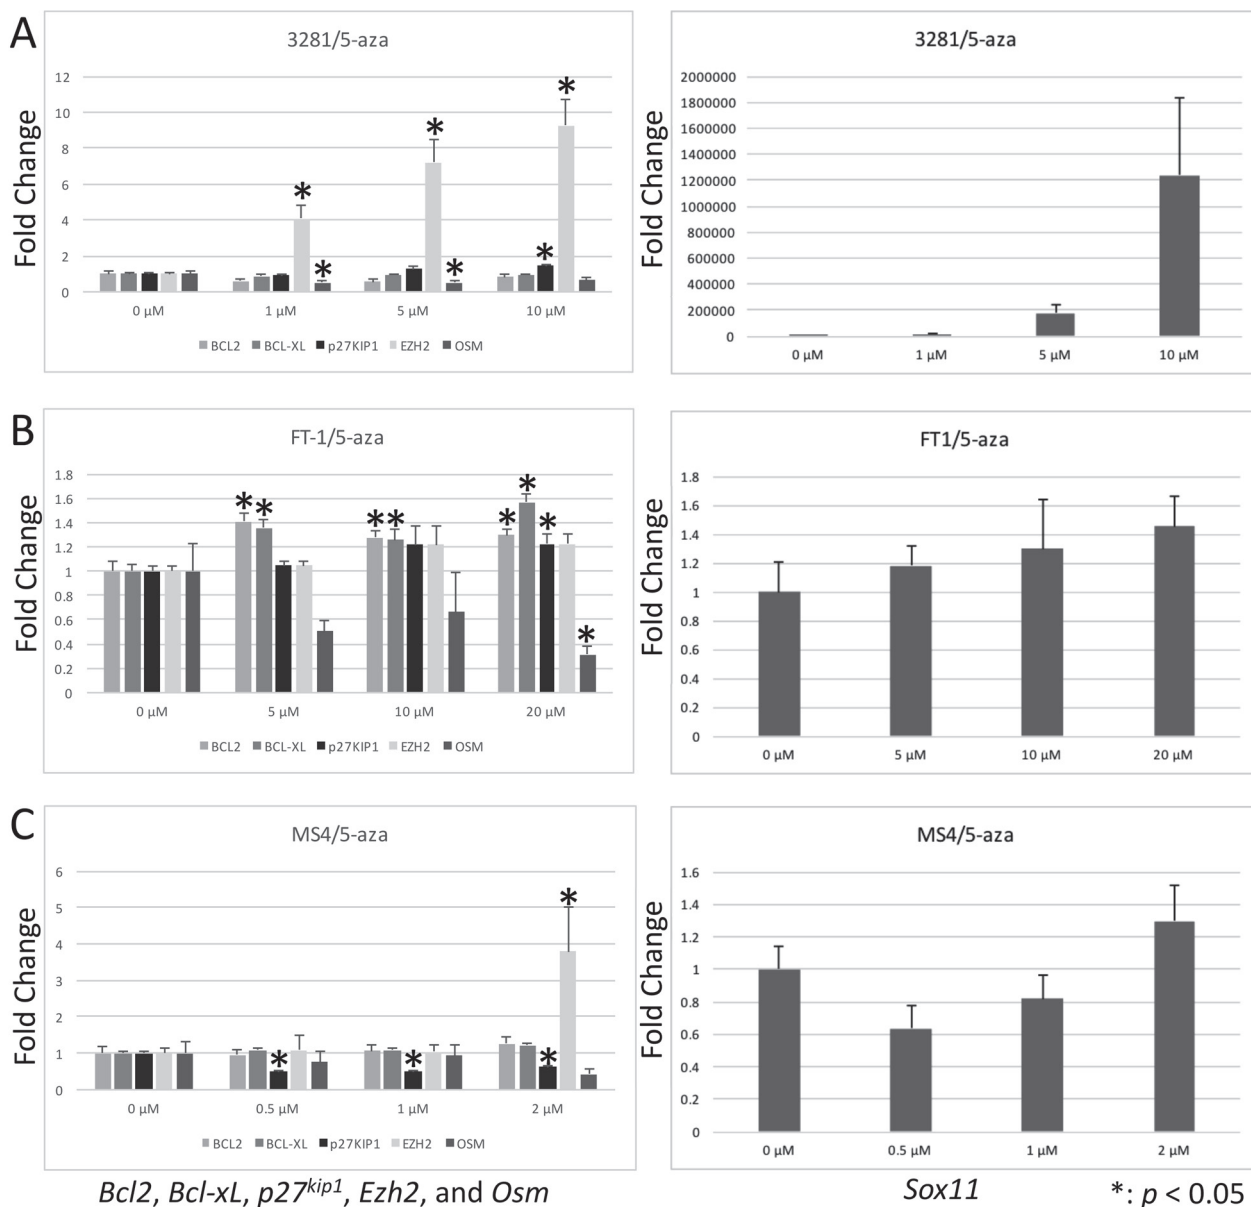 A
3281/5-aza
Fold Change
12
10
8
6
4
2
0
*
*
*
*
*
*
0 µM
1 µM
5 µM
10 µM
BCL2 BCL-XL p27KIP1 EZH2 OSM
3281/5-aza
Fold Change
2000000
1800000
1600000
1400000
1200000
1000000
800000
600000
400000
200000
0
0 µM
1 µM
5 µM
10 µM
B
FT-1/5-aza
Fold Change
1.8
1.6
1.4
1.2
1
0.8
0.6
0.4
0.2
0
*
*
*
*
*
*
*
*
0 µM
5 µM
10 µM
20 µM
BCL2 BCL-XL p27KIP1 EZH2 OSM
FT1/5-aza
Fold Change
1.8
1.6
1.4
1.2
1
0.8
0.6
0.4
0.2
0
0 µM
5 µM
10 µM
20 µM
C
MS4/5-aza
Fold Change
6
5
4
3
2
1
0
*
*
*
*
0 µM
0.5 µM
1 µM
2 µM
BCL2 BCL-XL p27KIP1 EZH2 OSM
MS4/5-aza
Fold Change
1.6
1.4
1.2
1
0.8
0.6
0.4
0.2
0
0 µM
0.5 µM
1 µM
2 µM
Bcl2, Bcl-xL, p27kip1, Ezh2, and Osm
Sox11
*: p < 0.05